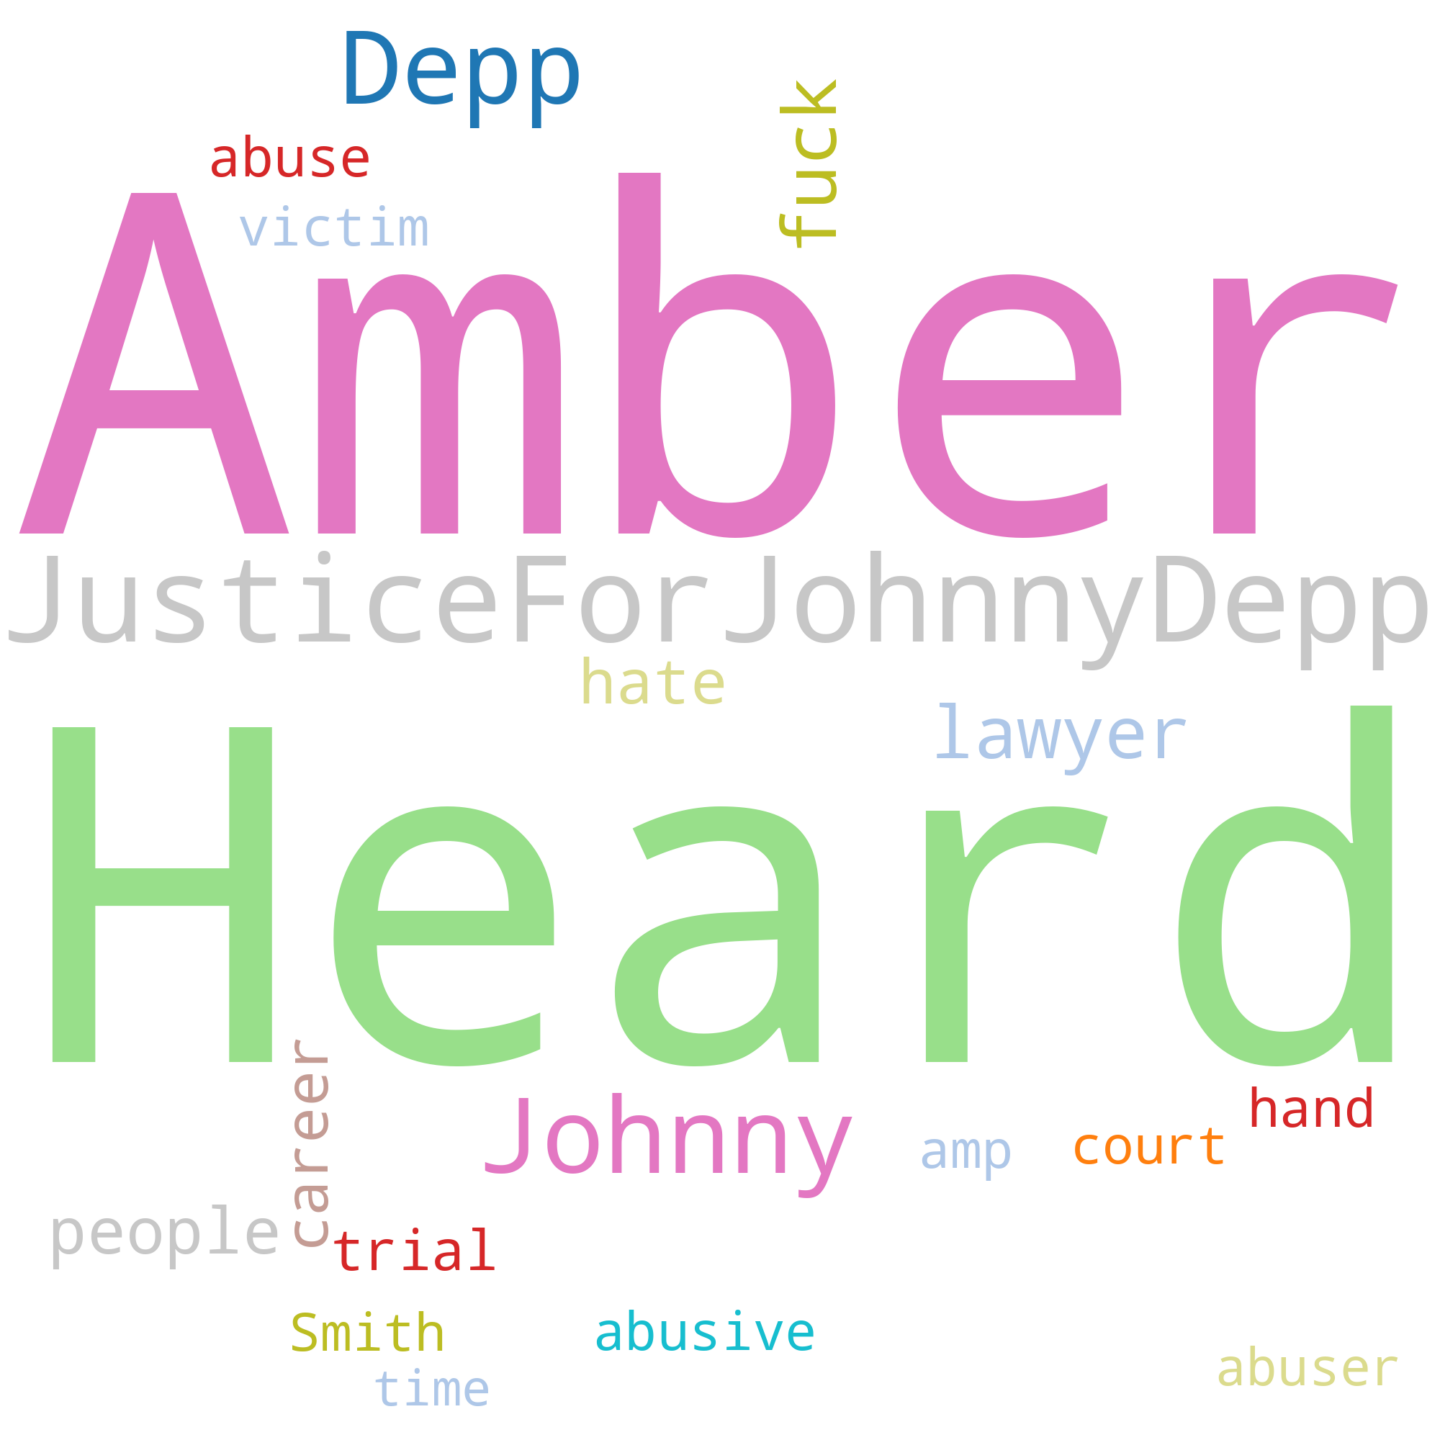 Depp
fuck
abuse
victim
Amber
JusticeForJohnnyDepp
hate
lawyer
Heard
career
Johnny
hand
amp
court
people
trial
Smith
abusive
time
abuser